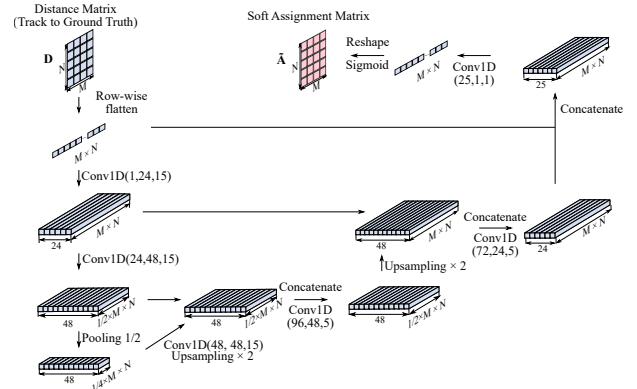 Distance Matrix
(Track to Ground Truth)
Soft Assignment Matrix
D
N
M
Ã
N
M
Reshape
Sigmoid
M × N
Conv1D
(25,1,1)
25
M × N
Row-wise
flatten
Concatenate
M × N
Conv1D(1,24,15)
24
M × N
48
M × N
Concatenate
Conv1D
(72,24,5)
24
M × N
Conv1D(24,48,15)
Upsampling × 2
48
1/2×M × N
48
1/2×M × N
Concatenate
Conv1D
(96,48,5)
48
1/2×M × N
Pooling 1/2
Conv1D(48, 48,15)
Upsampling × 2
48
1/4×M × N